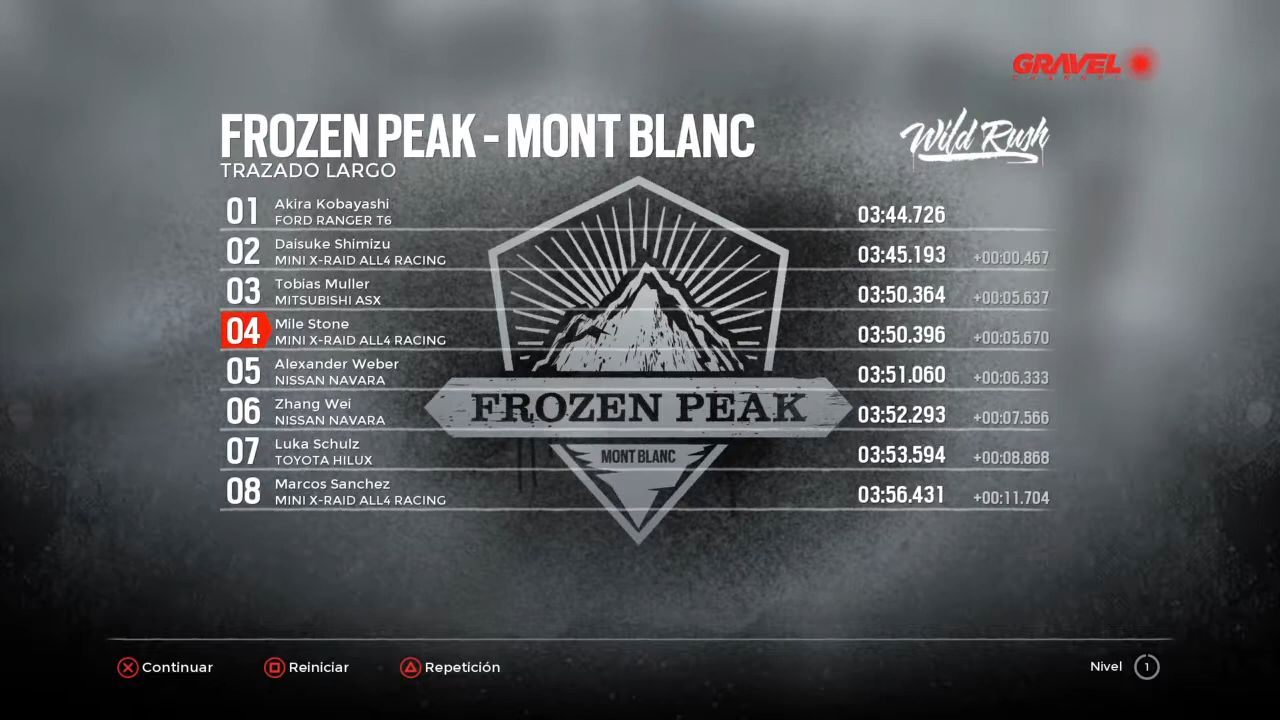 GRAVEL
CHANNEL
FROZEN PEAK - MONT BLANC
Wild Rush
TRAZADO LARGO
01 Akira Kobayashi 03:44.726
FORD RANGER T6
02 Daisuke Shimizu 03:45.193 +00:00.467
MINI X-RAID ALL4 RACING
03 Tobias Muller 03:50.364 +00:05.637
MITSUBISHI ASX
04 Mile Stone 03:50.396 +00:05.670
MINI X-RAID ALL4 RACING
05 Alexander Weber 03:51.060 +00:06.333
NISSAN NAVARA
06 Zhang Wei 03:52.293 +00:07.566
NISSAN NAVARA
07 Luka Schulz 03:53.594 +00:08.868
TOYOTA HILUX
08 Marcos Sanchez 03:56.431 +00:11.704
MINI X-RAID ALL4 RACING
FROZEN PEAK
MONT BLANC
Continuar Reiniciar Repetición Nivel 1